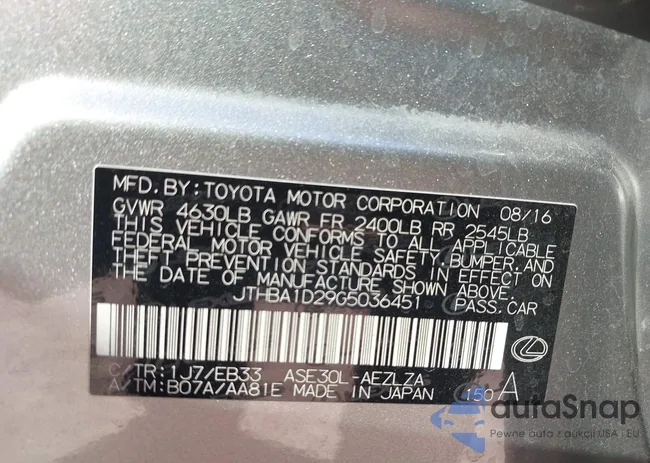 MFD. BY: TOYOTA MOTOR CORPORATION 08/16
GVWR 4630LB GAWR FR 2400LB RR 2545LB
THIS VEHICLE CONFORMS TO ALL APPLICABLE
FEDERAL MOTOR VEHICLE SAFETY, BUMPER, AND
THEFT PREVENTION STANDARDS IN EFFECT ON
THE DATE OF MANUFACTURE SHOWN ABOVE.
JTHBA1D29G5036451 PASS. CAR
C/TR: 1J7/EB33 ASE30L-AEZLZA
A/TM: B07A/AA81E MADE IN JAPAN 150 A
autaSnap
Pewne auta z aukcji USA i EU